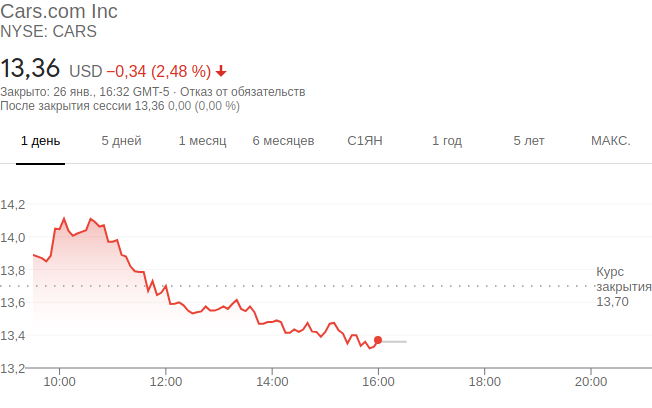 Cars.com Inc
NYSE: CARS
13,36 USD −0,34 (2,48 %)
Закрыто: 26 янв., 16:32 GMT-5 · Отказ от обязательств
После закрытия сессии 13,36 0,00 (0,00 %)
1 день 5 дней 1 месяц 6 месяцев С1ЯН 1 год 5 лет МАКС.
14,2
14,0
13,8
Курс
закрытия
13,70
13,6
13,4
13,2
10:00 12:00 14:00 16:00 18:00 20:00